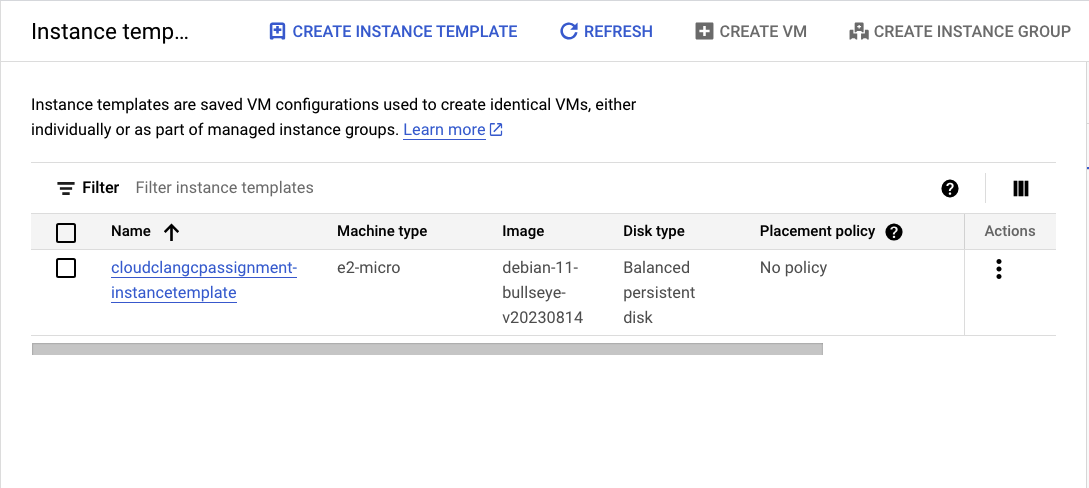 Instance temp...
CREATE INSTANCE TEMPLATE
REFRESH
CREATE VM
CREATE INSTANCE GROUP
Instance templates are saved VM configurations used to create identical VMs, either
individually or as part of managed instance groups. Learn more
Filter Filter instance templates
Name Machine type Image Disk type Placement policy Actions
cloudclangcpassignment- e2-micro debian-11- Balanced No policy
instancetemplate bullseye- persistent
v20230814 disk